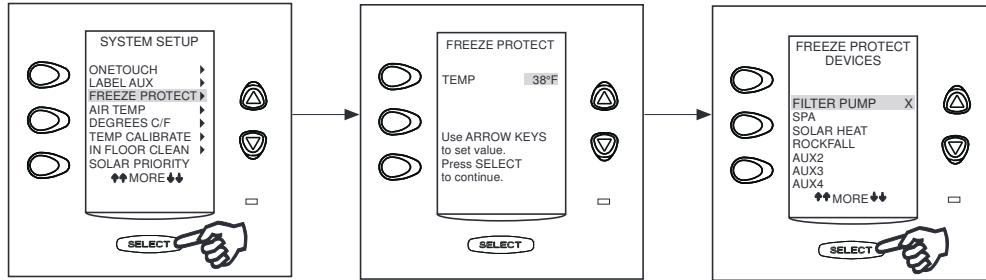 SYSTEM SETUP
ONETOUCH
LABEL AUX
FREEZE PROTECT
AIR TEMP
DEGREES C/F
TEMP CALIBRATE
IN FLOOR CLEAN
SOLAR PRIORITY
MORE
SELECT
FREEZE PROTECT
TEMP 38°F
Use ARROW KEYS
to set value.
Press SELECT
to continue.
SELECT
FREEZE PROTECT
DEVICES
FILTER PUMP X
SPA
SOLAR HEAT
ROCKFALL
AUX2
AUX3
AUX4
MORE
SELECT